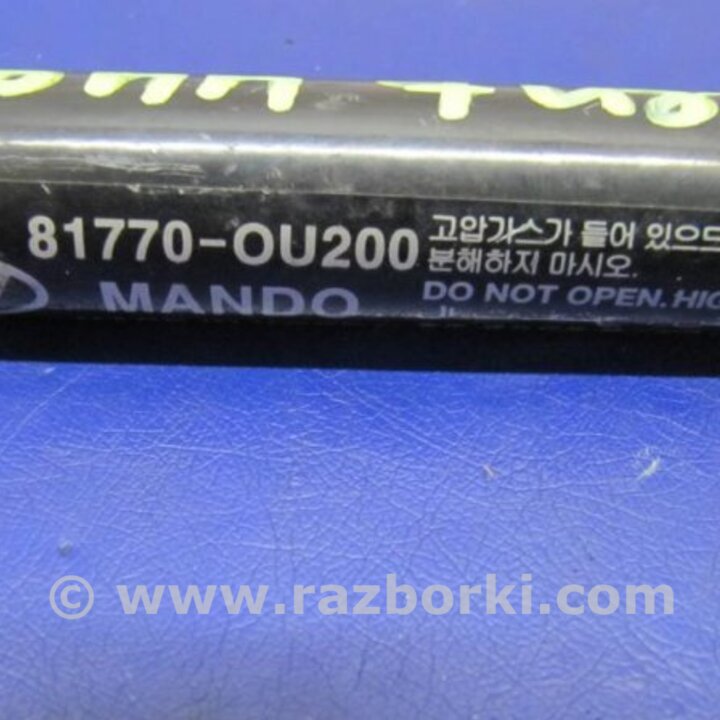 81770-OU200
고압가스가 들어 있으므
분해하지 마시오.
MANDO
DO NOT OPEN. HIG
© www.razborki.com